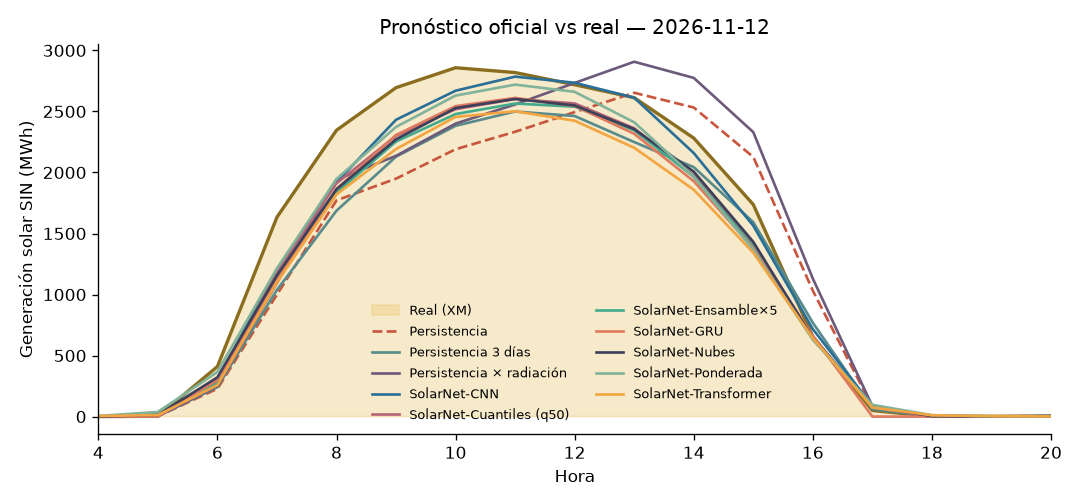 Pronóstico oficial vs real — 2026-11-12
Generación solar SIN (MWh)
3000
2500
2000
1500
1000
500
0
Real (XM)
Persistencia
Persistencia 3 días
Persistencia × radiación
SolarNet-CNN
SolarNet-Cuantiles (q50)
SolarNet-Ensamble×5
SolarNet-GRU
SolarNet-Nubes
SolarNet-Ponderada
SolarNet-Transformer
4 6 8 10 12 14 16 18 20
Hora